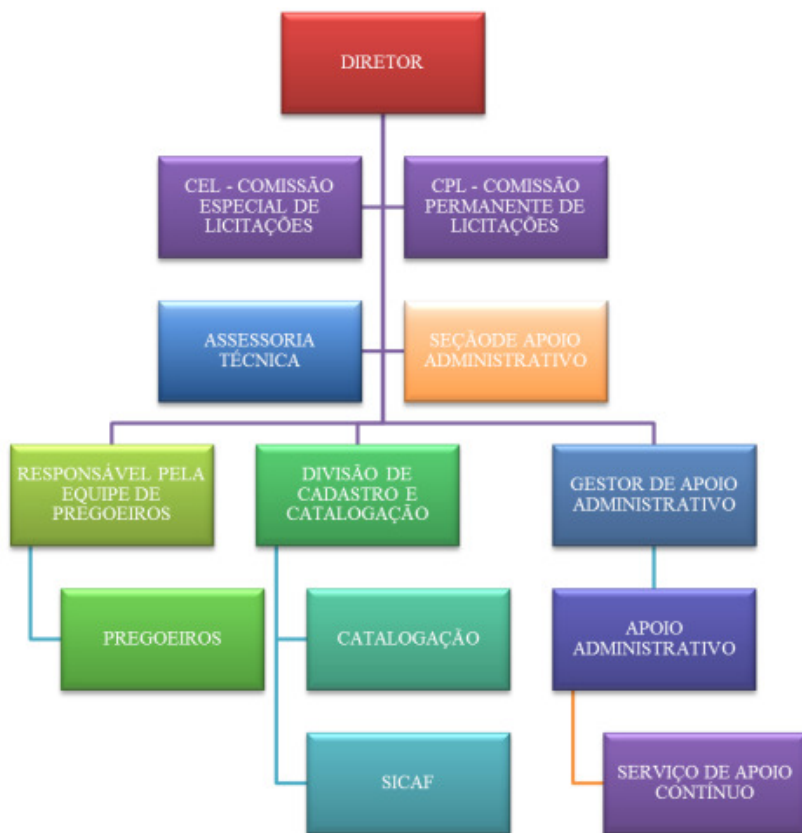 DIRETOR
CEL - COMISSÃO
ESPECIAL DE
LICITAÇÕES
CPL - COMISSÃO
PERMANENTE DE
LICITAÇÕES
ASSESSORIA
TÉCNICA
SEÇÃODE APOIO
ADMINISTRATIVO
RESPONSÁVEL PELA
EQUIPE DE
PREGOEIROS
DIVISÃO DE
CADASTRO E
CATALOGAÇÃO
GESTOR DE APOIO
ADMINISTRATIVO
PREGOEIROS
CATALOGAÇÃO
APOIO
ADMINISTRATIVO
SICAF
SERVIÇO DE APOIO
CONTÍNUO